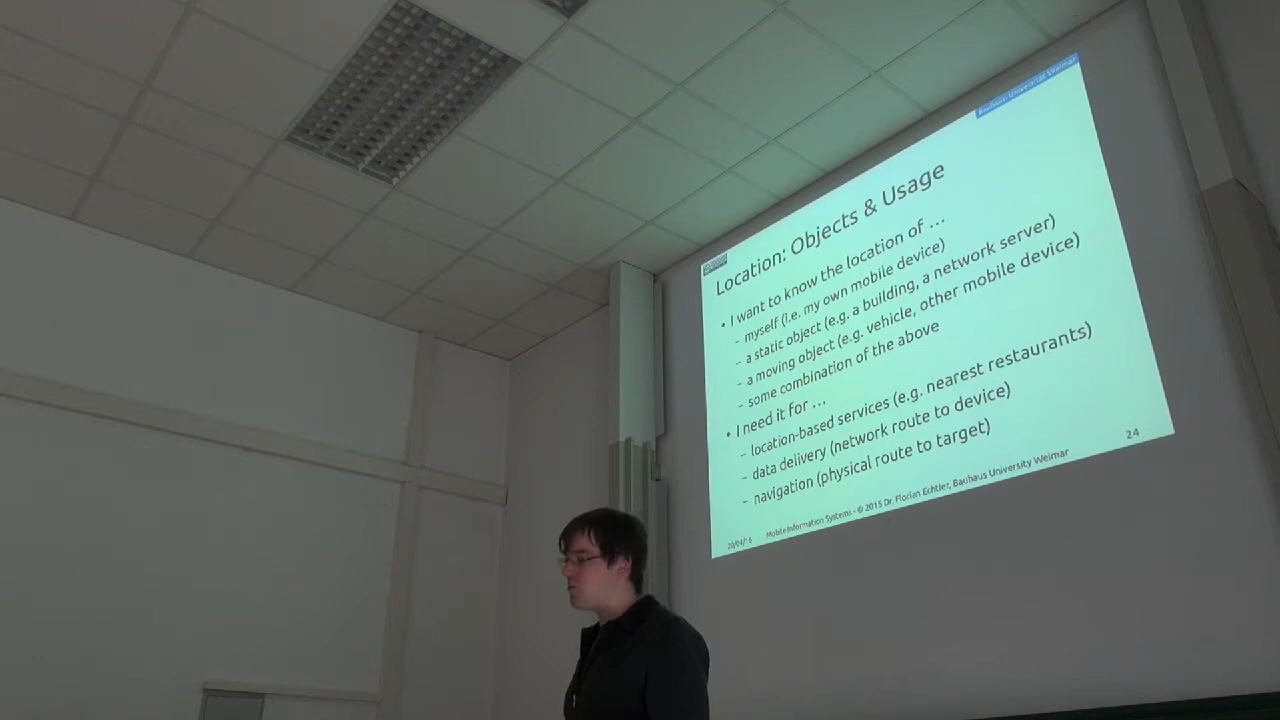 Bauhaus-Universität Weimar
Location: Objects & Usage
• I want to know the location of …
– myself (i.e. my own mobile device)
– a static object (e.g. a building, a network server)
– a moving object (e.g. vehicle, other mobile device)
– some combination of the above
• I need it for …
– location-based services (e.g. nearest restaurants)
– data delivery (network route to device)
– navigation (physical route to target)
20/04/16 Mobile Information Systems - © 2015 Dr. Florian Echtler, Bauhaus University Weimar 24